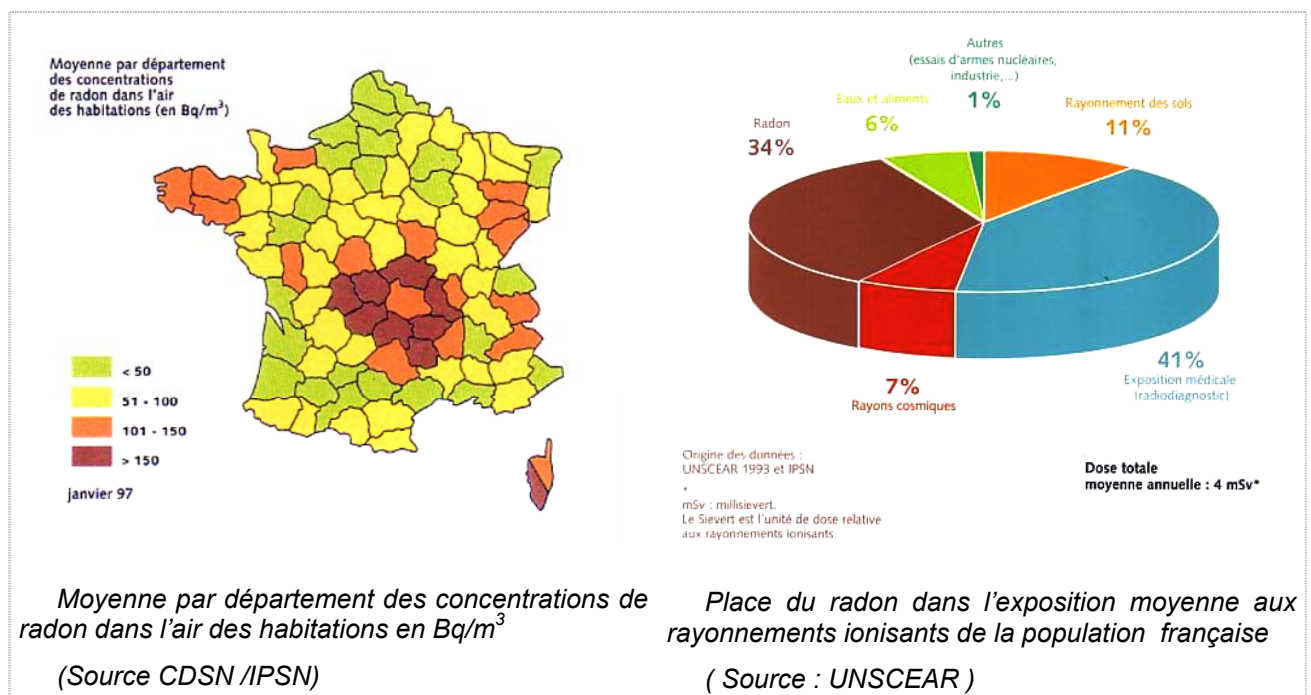 Moyenne par département
des concentrations
de radon dans l'air
des habitations (en Bq/m³)
< 50
51 - 100
101 - 150
> 150
janvier 97
Autres
(essais d'armes nucléaires,
industrie,...)
1%
Eaux et aliments
6%
Radon
34%
Rayonnement des sols
11%
41%
Exposition médicale
(radiodiagnostic)
7%
Rayons cosmiques
Origine des données :
UNSCEAR 1993 et IPSN
*
mSv : millisievert.
Le Sievert est l'unité de dose relative
aux rayonnements ionisants.
Dose totale
moyenne annuelle : 4 mSv*
Moyenne par département des concentrations de
radon dans l'air des habitations en Bq/m³
(Source CDSN /IPSN)
Place du radon dans l'exposition moyenne aux
rayonnements ionisants de la population française
( Source : UNSCEAR )